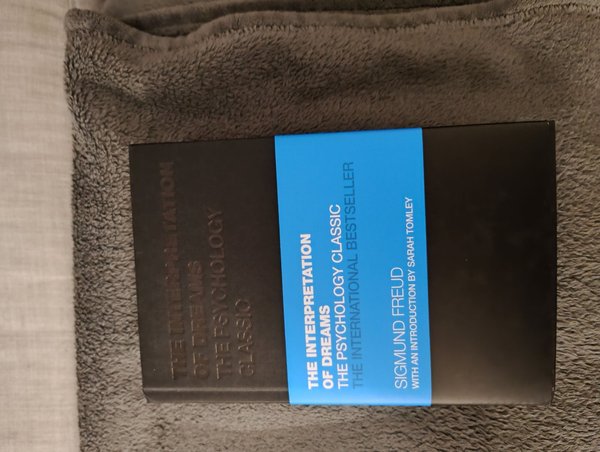 THE INTERPRETATION
OF DREAMS
THE PSYCHOLOGY
CLASSIC
THE INTERPRETATION
OF DREAMS
THE PSYCHOLOGY CLASSIC
THE INTERNATIONAL BESTSELLER
SIGMUND FREUD
WITH AN INTRODUCTION BY SARAH TOMLEY